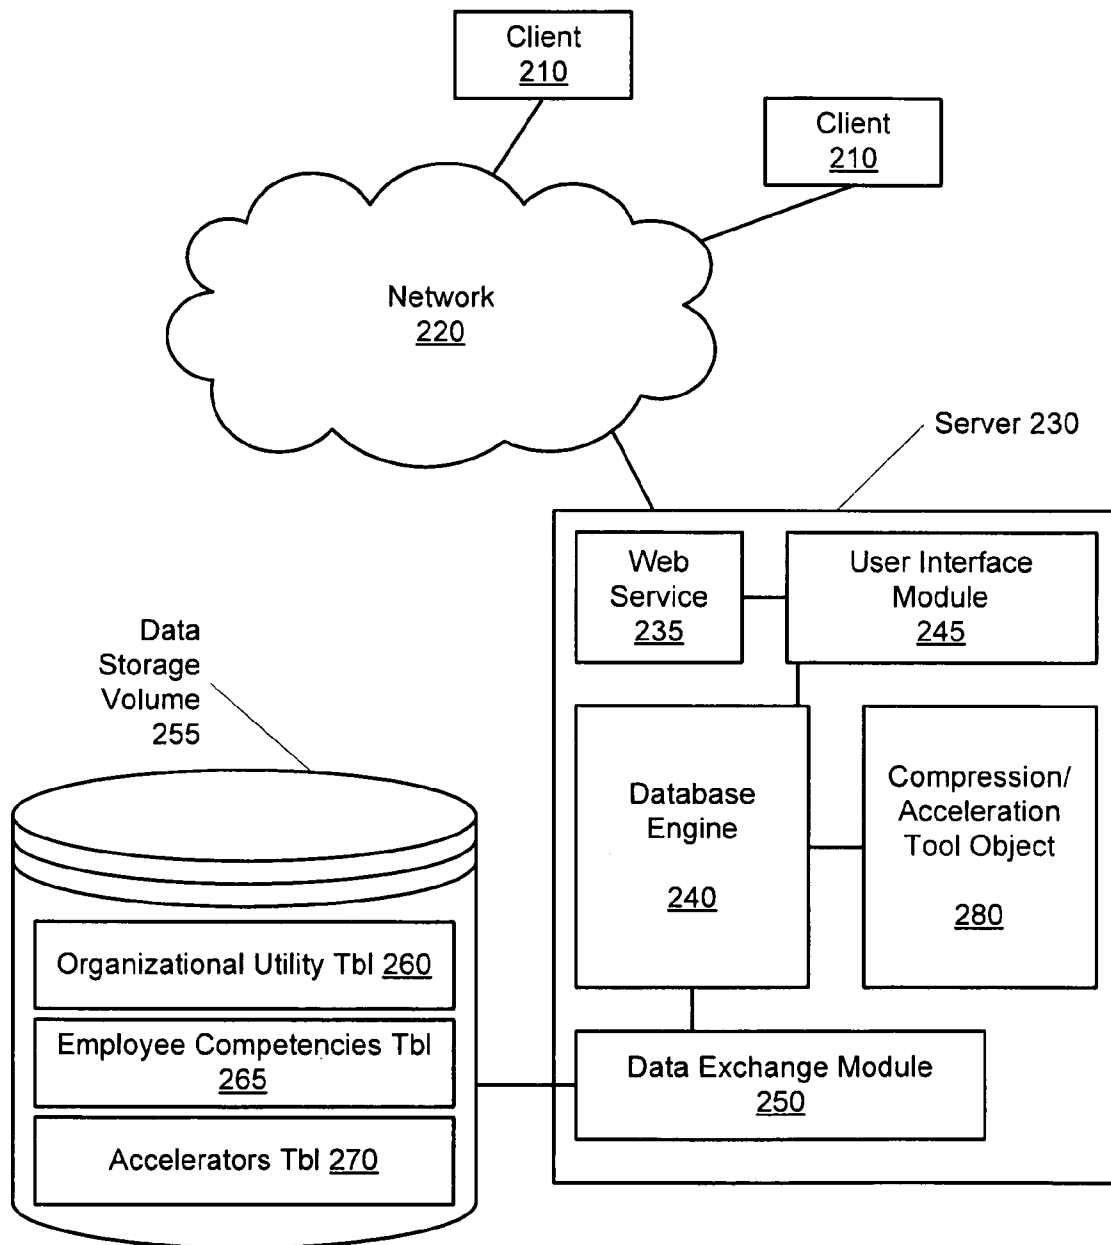 Client
210
Client
210
Network
220
Server 230
Web
Service
235
User Interface
Module
245
Data
Storage
Volume
255
Database
Engine
240
Compression/
Acceleration
Tool Object
280
Organizational Utility Tbl 260
Employee Competencies Tbl
265
Accelerators Tbl 270
Data Exchange Module
250